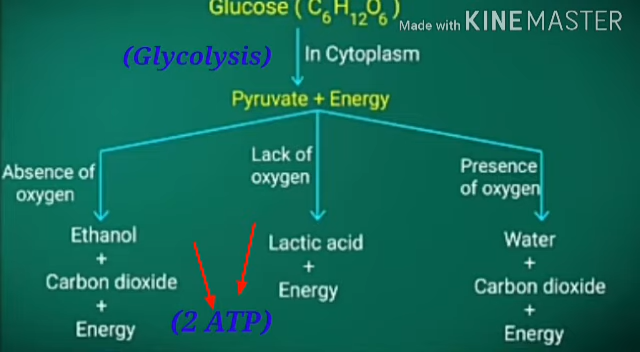 Glucose ( C₆H₁₂O₆ )
Made with KINEMASTER
(Glycolysis)
In Cytoplasm
Pyruvate + Energy
Absence of
oxygen
Lack of
oxygen
Presence
of oxygen
Ethanol
+
Carbon dioxide
+
Energy
(2 ATP)
Lactic acid
+
Energy
Water
+
Carbon dioxide
+
Energy